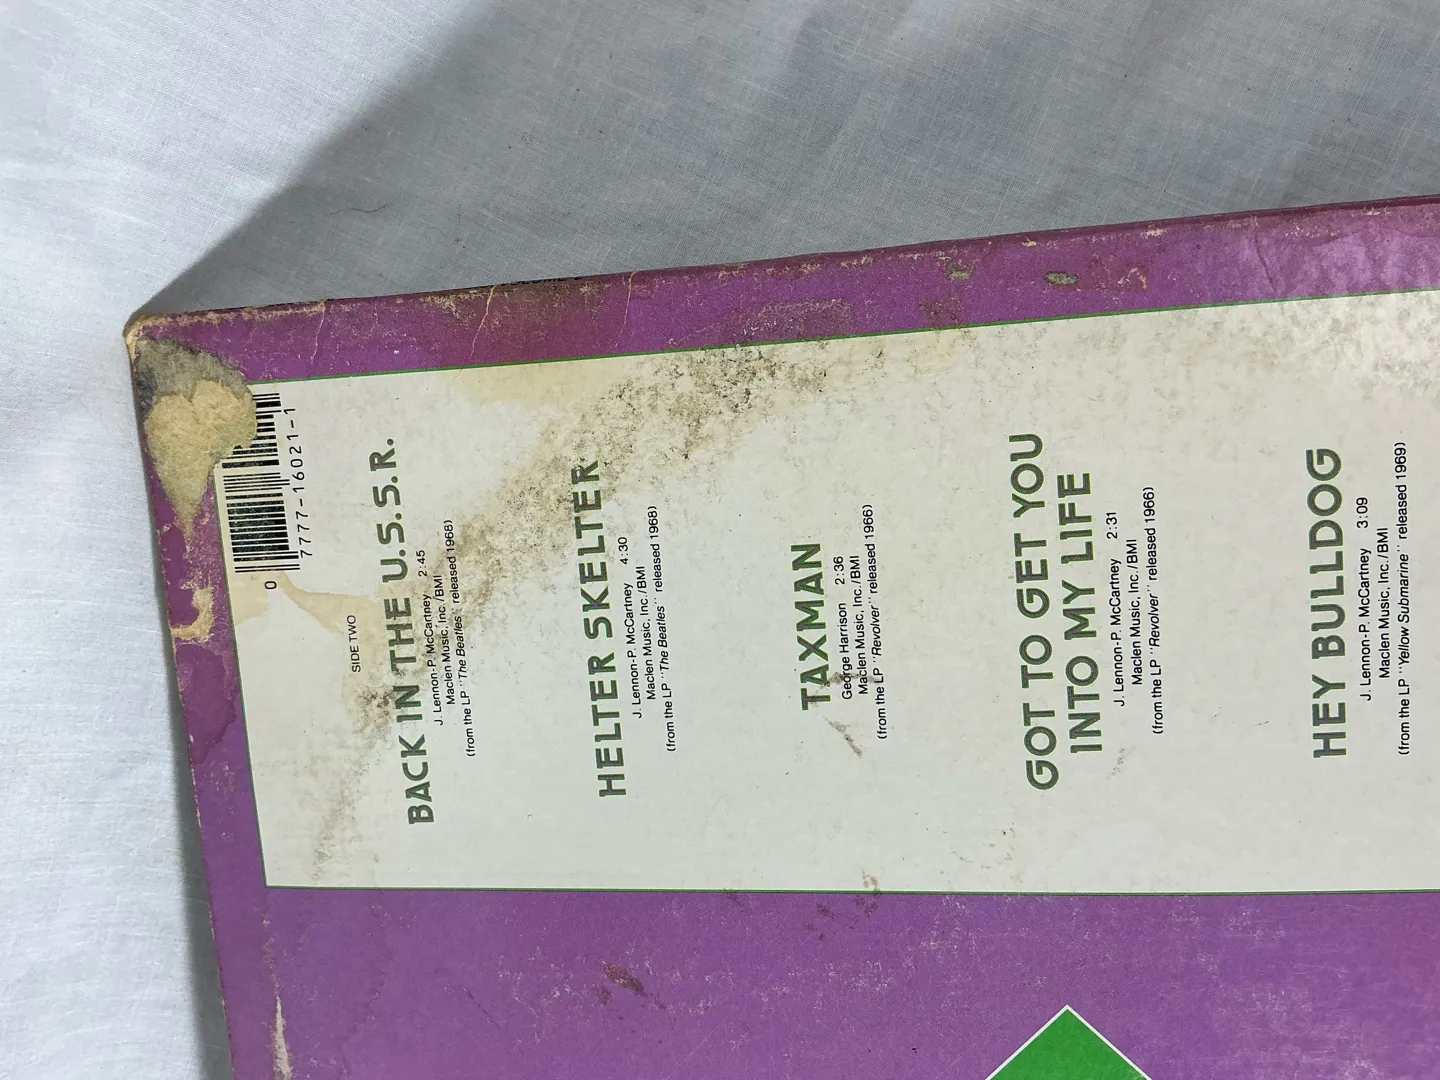 0 7777-16021-1
SIDE TWO
BACK IN THE U.S.S.R.
J. Lennon-P. McCartney 2:45
Maclen Music, Inc./BMI
(from the LP "The Beatles" released 1968)
HELTER SKELTER
J. Lennon-P. McCartney 4:30
Maclen Music, Inc./BMI
(from the LP "The Beatles" released 1968)
TAXMAN
George Harrison 2:36
Maclen Music, Inc./BMI
(from the LP "Revolver" released 1966)
GOT TO GET YOU
INTO MY LIFE
J. Lennon-P. McCartney 2:31
Maclen Music, Inc./BMI
(from the LP "Revolver" released 1966)
HEY BULLDOG
J. Lennon-P. McCartney 3:09
Maclen Music, Inc./BMI
(from the LP "Yellow Submarine" released 1969)